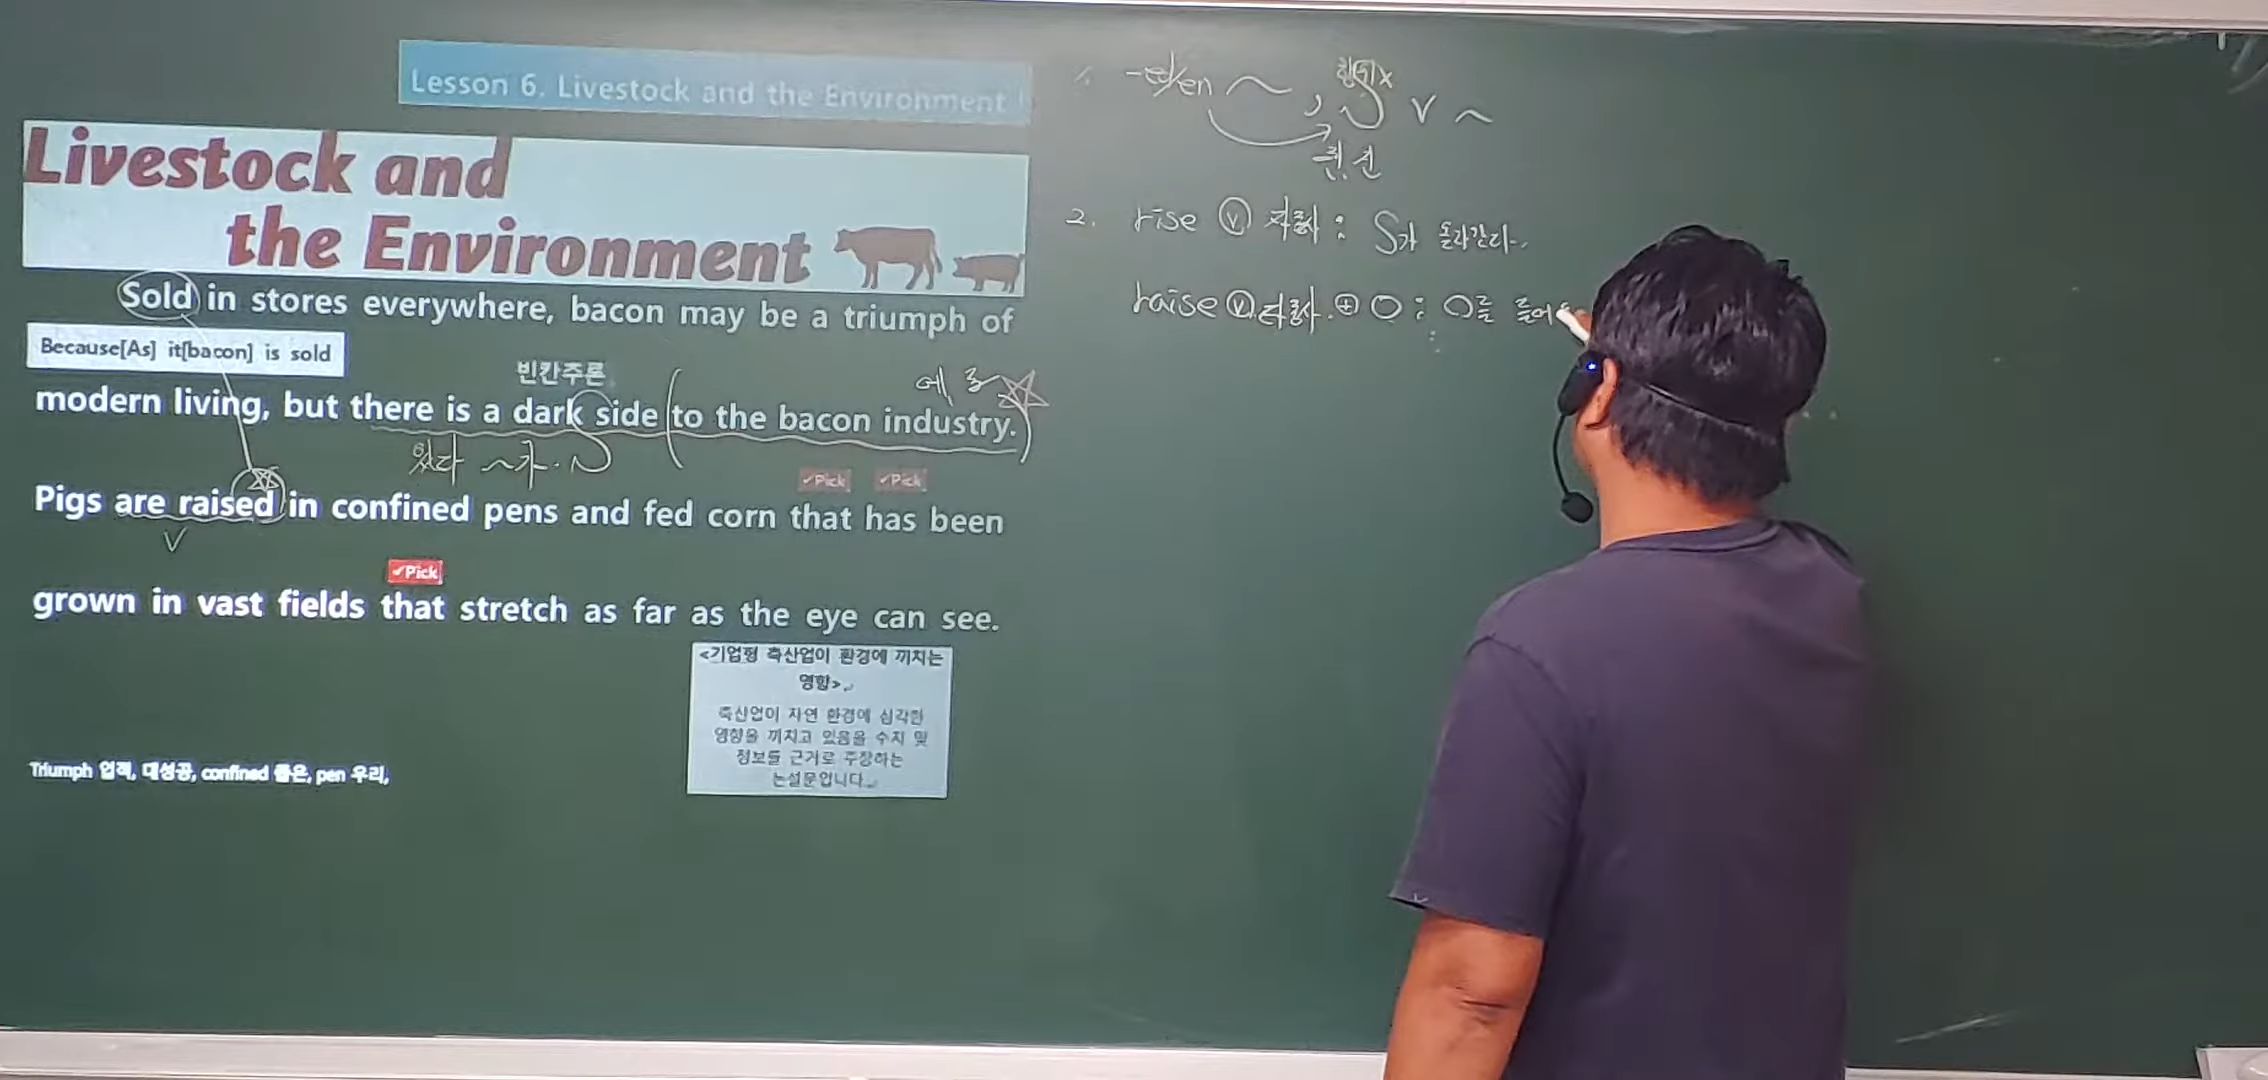 Lesson 6. Livestock and the Environment
Livestock and
the Environment
Sold in stores everywhere, bacon may be a triumph of
Because[As] it[bacon] is sold
빈칸추론
에
modern living, but there is a dark side to the bacon industry.
있다 ~가.
✓Pick ✓Pick
Pigs are raised in confined pens and fed corn that has been
V
✓Pick
grown in vast fields that stretch as far as the eye can see.
<기업형 축산업이 환경에 끼치는
영향>
축산업이 자연 환경에 심각한
영향을 끼치고 있음을 수치 및
정보를 근거로 주장하는
논설문입니다.
Triumph 업적, 대성공, confined 좁은, pen 우리,
1. -ed/en ~ , S V ~
2. rise ⓥ 자동사 : S가 올라간다.
raise ⓥ 타동사. ⊕ O : O를 들어